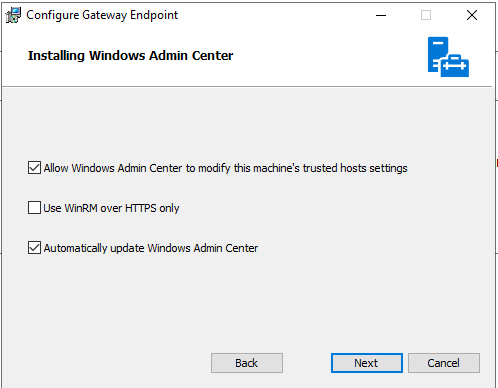 Configure Gateway Endpoint
Installing Windows Admin Center
Allow Windows Admin Center to modify this machine's trusted hosts settings
Use WinRM over HTTPS only
Automatically update Windows Admin Center
Back Next Cancel